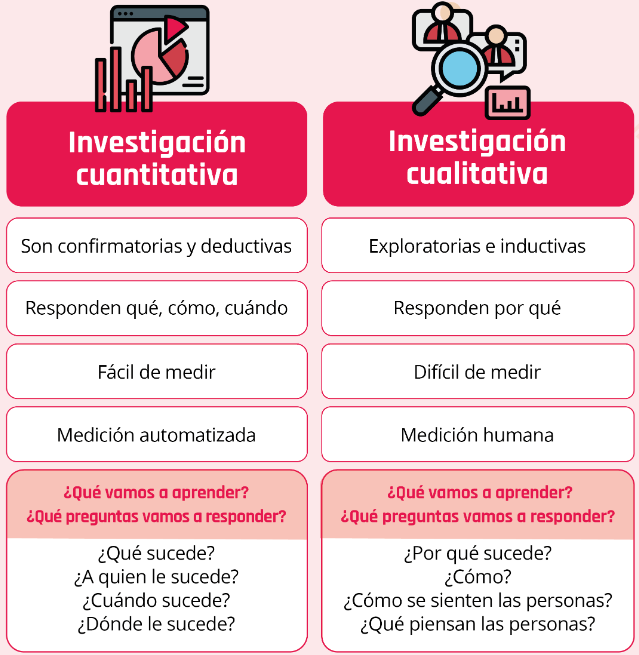 Investigación
cuantitativa
Investigación
cualitativa
Son confirmatorias y deductivas
Exploratorias e inductivas
Responden qué, cómo, cuándo
Responden por qué
Fácil de medir
Difícil de medir
Medición automatizada
Medición humana
¿Qué vamos a aprender?
¿Qué preguntas vamos a responder?
¿Qué sucede?
¿A quien le sucede?
¿Cuándo sucede?
¿Dónde le sucede?
¿Qué vamos a aprender?
¿Qué preguntas vamos a responder?
¿Por qué sucede?
¿Cómo?
¿Cómo se sienten las personas?
¿Qué piensan las personas?